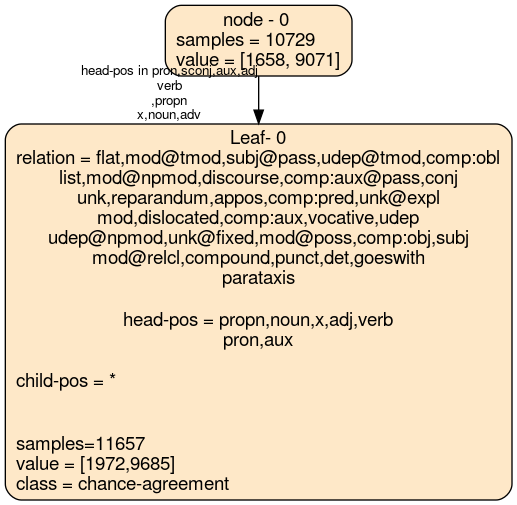 node - 0
samples = 10729
value = [1658, 9071]
head-pos in pron,sconj,aux,adj
verb
,propn
x,noun,adv
Leaf- 0
relation = flat,mod@tmod,subj@pass,udep@tmod,comp:obl
list,mod@npmod,discourse,comp:aux@pass,conj
unk,reparandum,appos,comp:pred,unk@expl
mod,dislocated,comp:aux,vocative,udep
udep@npmod,unk@fixed,mod@poss,comp:obj,subj
mod@relcl,compound,punct,det,goeswith
parataxis
head-pos = propn,noun,x,adj,verb
pron,aux
child-pos = *
samples=11657
value = [1972,9685]
class = chance-agreement